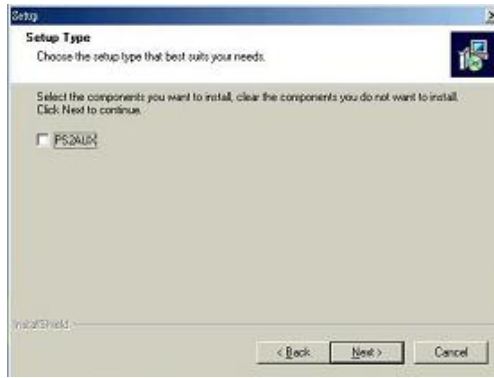 Setup
Setup Type
Choose the setup type that best suits your needs.
Select the components you want to install, clear the components you do not want to install.
Click Next to continue.
PS2AUX
InstallShield
< Back
Next >
Cancel